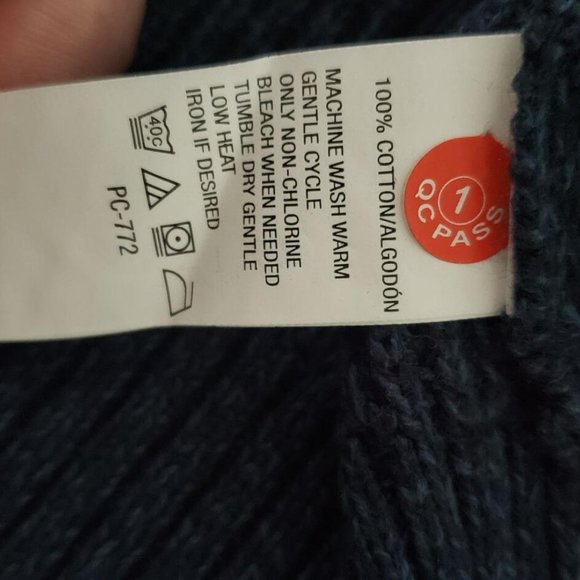 100% COTTON/ALGODÓN
MACHINE WASH WARM
GENTLE CYCLE
ONLY NON-CHLORINE
BLEACH WHEN NEEDED
TUMBLE DRY GENTLE
LOW HEAT
IRON IF DESIRED
40C
PC-772
1
QC PASS